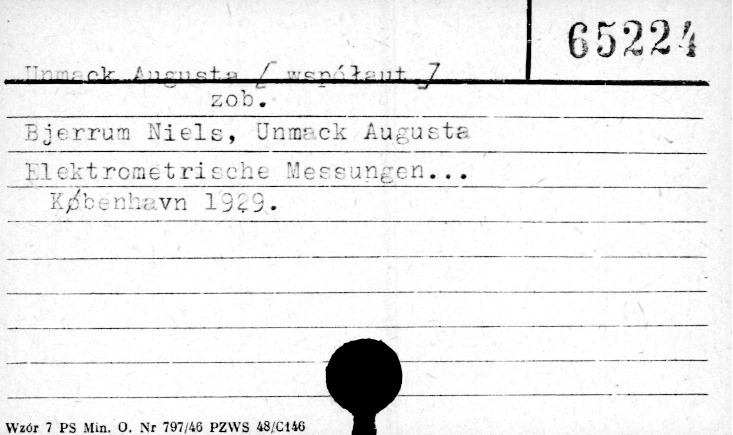 65224
Unmack Augusta [ współaut ]
zob.
Bjerrum Niels, Unmack Augusta
Elektrometrische Messungen...
København 1929.
Wzór 7 PS Min. O. Nr 797/46 PZWS 48/C146